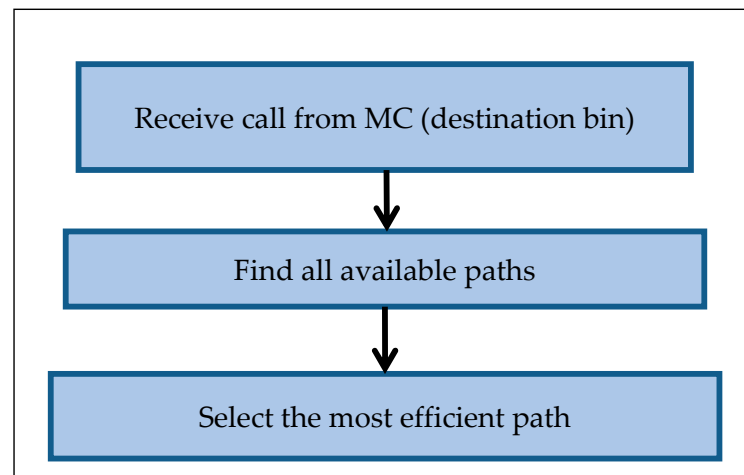 Receive call from MC (destination bin)
Find all available paths
Select the most efficient path